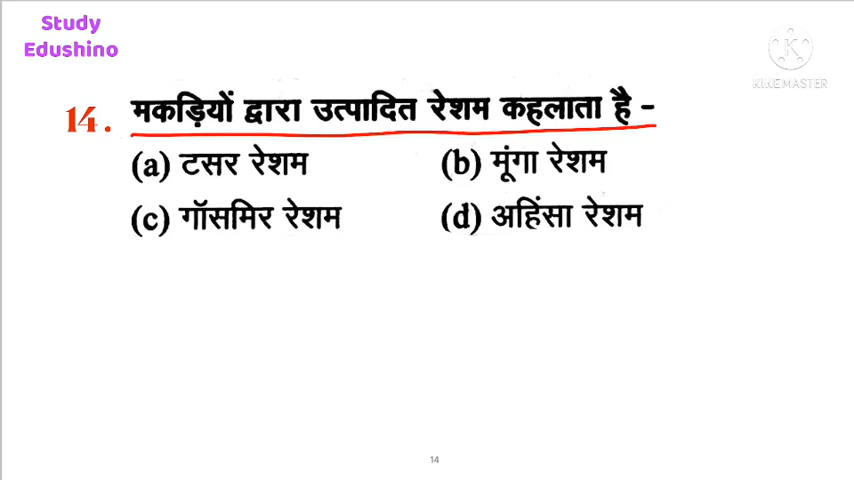 Study
Edushino
KINEMASTER
14. मकड़ियों द्वारा उत्पादित रेशम कहलाता है -
(a) टसर रेशम (b) मूंगा रेशम
(c) गॉसमिर रेशम (d) अहिंसा रेशम
14